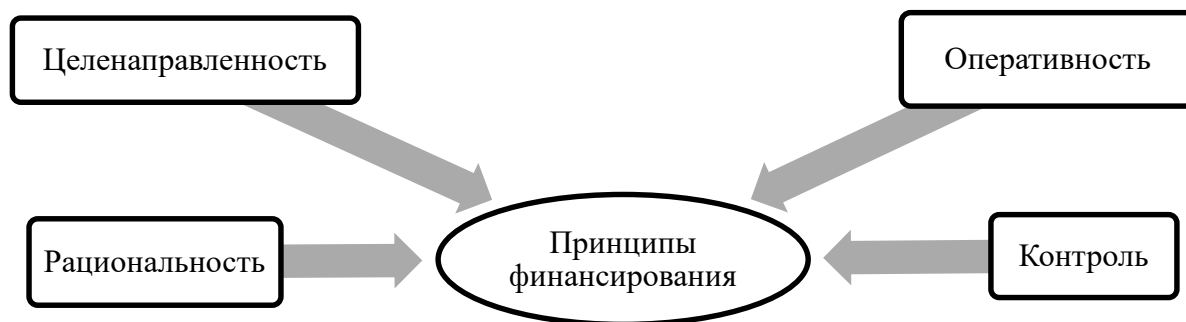 Целенаправленность
Оперативность
Рациональность
Принципы
финансирования
Контроль